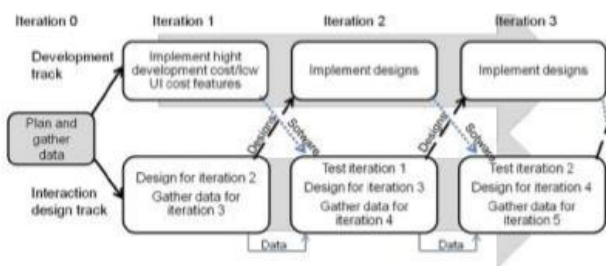 Iteration 0
Iteration 1
Iteration 2
Iteration 3
Development
track
Implement hight
development cost/low
UI cost features
Implement designs
Implement designs
Plan and
gather
data
Designs
Sotware
Designs
Sotware
Interaction
design track
Design for iteration 2
Gather data for
iteration 3
Test iteration 1
Design for iteration 3
Gather data for
iteration 4
Test iteration 2
Design for iteration 4
Gather data for
iteration 5
Data
Data